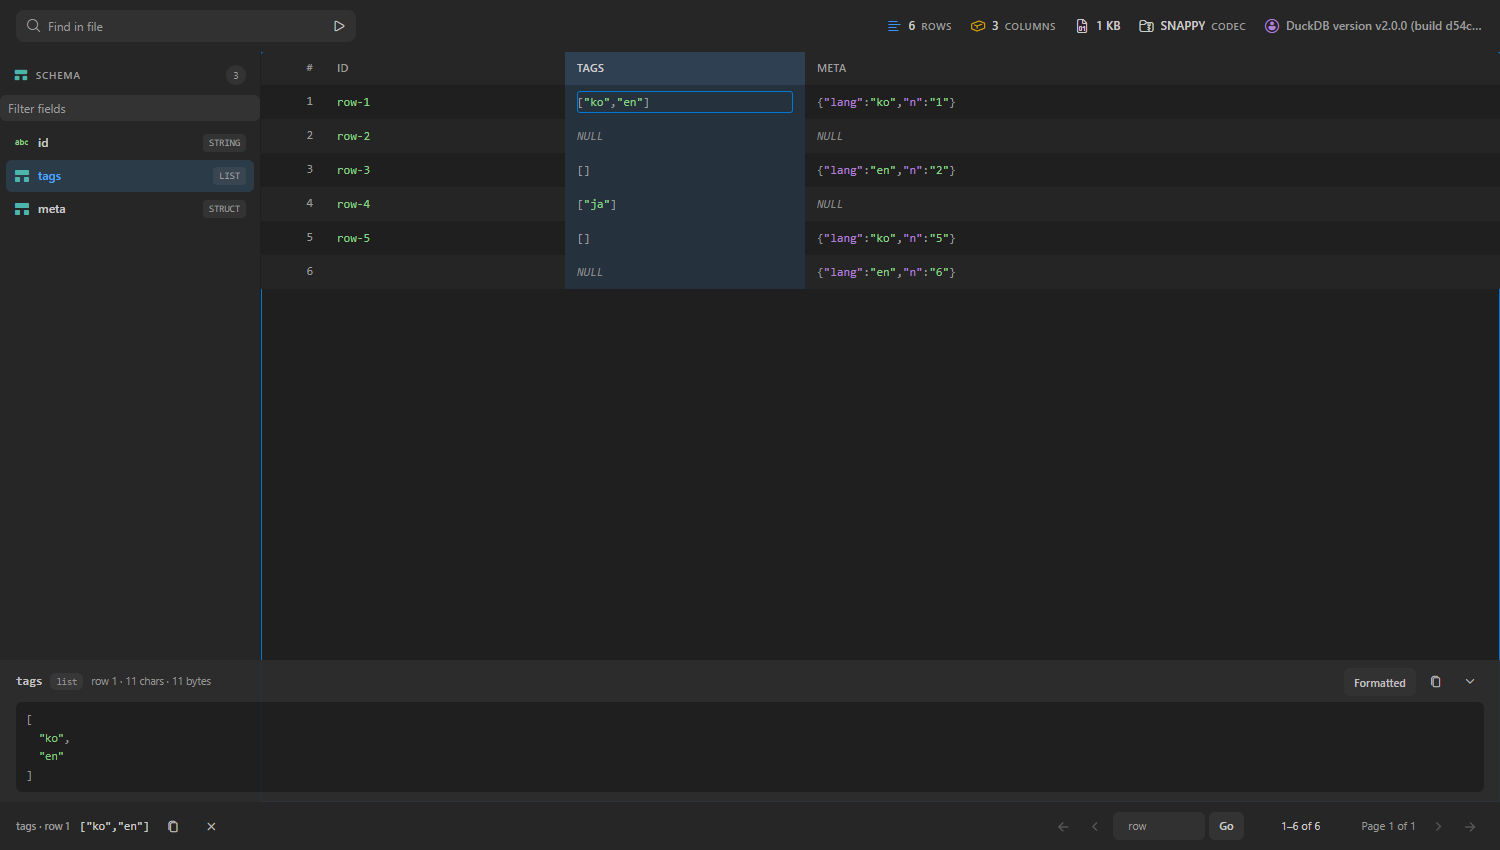 Find in file
6 ROWS 3 COLUMNS 1 KB SNAPPY CODEC DuckDB version v2.0.0 (build d54c...
SCHEMA 3
Filter fields
abc id STRING
tags LIST
meta STRUCT
# ID TAGS META
1 row-1 ["ko","en"] {"lang":"ko","n":"1"}
2 row-2 NULL NULL
3 row-3 [] {"lang":"en","n":"2"}
4 row-4 ["ja"] NULL
5 row-5 [] {"lang":"ko","n":"5"}
6 NULL {"lang":"en","n":"6"}
tags list row 1 · 11 chars · 11 bytes Formatted
[
"ko",
"en"
]
tags · row 1 ["ko","en"] row Go 1–6 of 6 Page 1 of 1